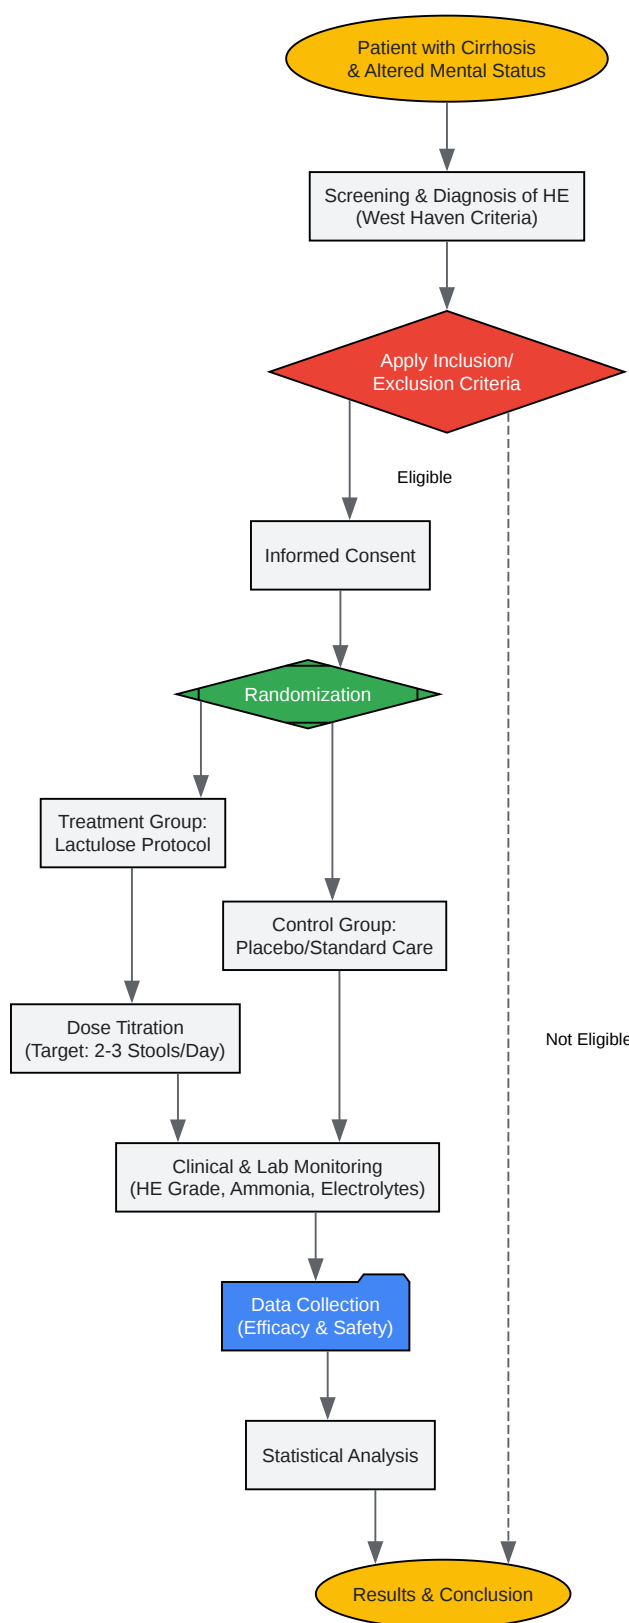 Patient with Cirrhosis
& Altered Mental Status
Screening & Diagnosis of HE
(West Haven Criteria)
Apply Inclusion/
Exclusion Criteria
Eligible
Informed Consent
Randomization
Treatment Group:
Lactulose Protocol
Control Group:
Placebo/Standard Care
Dose Titration
(Target: 2-3 Stools/Day)
Not Eligible
Clinical & Lab Monitoring
(HE Grade, Ammonia, Electrolytes)
Data Collection
(Efficacy & Safety)
Statistical Analysis
Results & Conclusion